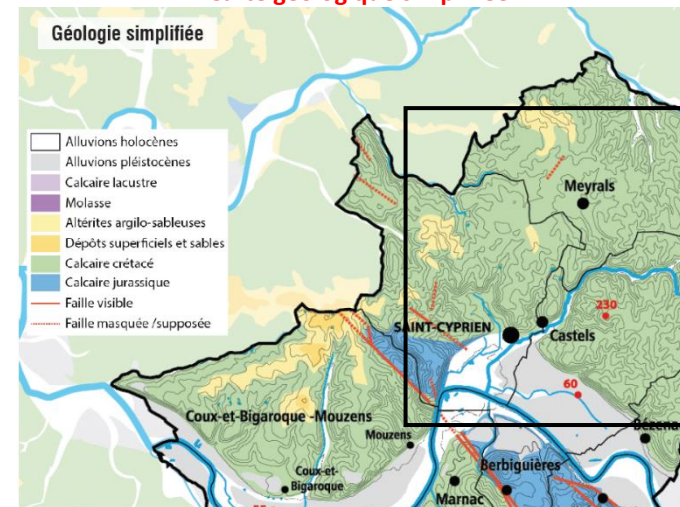 Géologie simplifiée
Alluvions holocènes
Alluvions pléistocènes
Calcaire lacustre
Molasse
Altérites argilo-sableuses
Dépôts superficiels et sables
Calcaire crétacé
Calcaire jurassique
Faille visible
Faille masquée /supposée
Meyrals
230
SAINT-CYPRIEN
Castels
60
Coux-et-Bigaroque -Mouzens
Mouzens
Coux-et-
Bigaroque
Berbiguières
Marnac